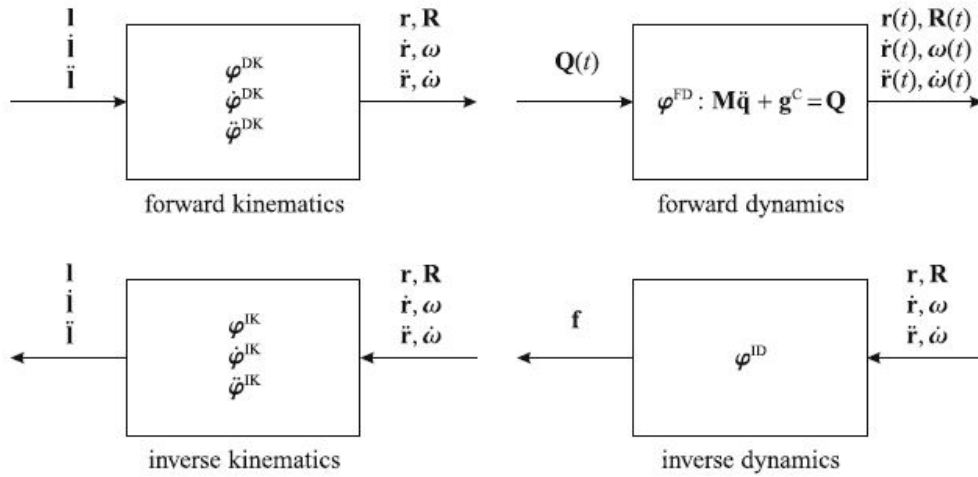 l
l̇
l̈
φ^DK
φ̇^DK
φ̈^DK
r, R
ṙ, ω
r̈, ω̇
forward kinematics
Q(t)
φ^FD : Mq̈ + g^C = Q
r(t), R(t)
ṙ(t), ω(t)
r̈(t), ω̇(t)
forward dynamics
l
l̇
l̈
φ^IK
φ̇^IK
φ̈^IK
r, R
ṙ, ω
r̈, ω̇
inverse kinematics
f
φ^ID
r, R
ṙ, ω
r̈, ω̇
inverse dynamics